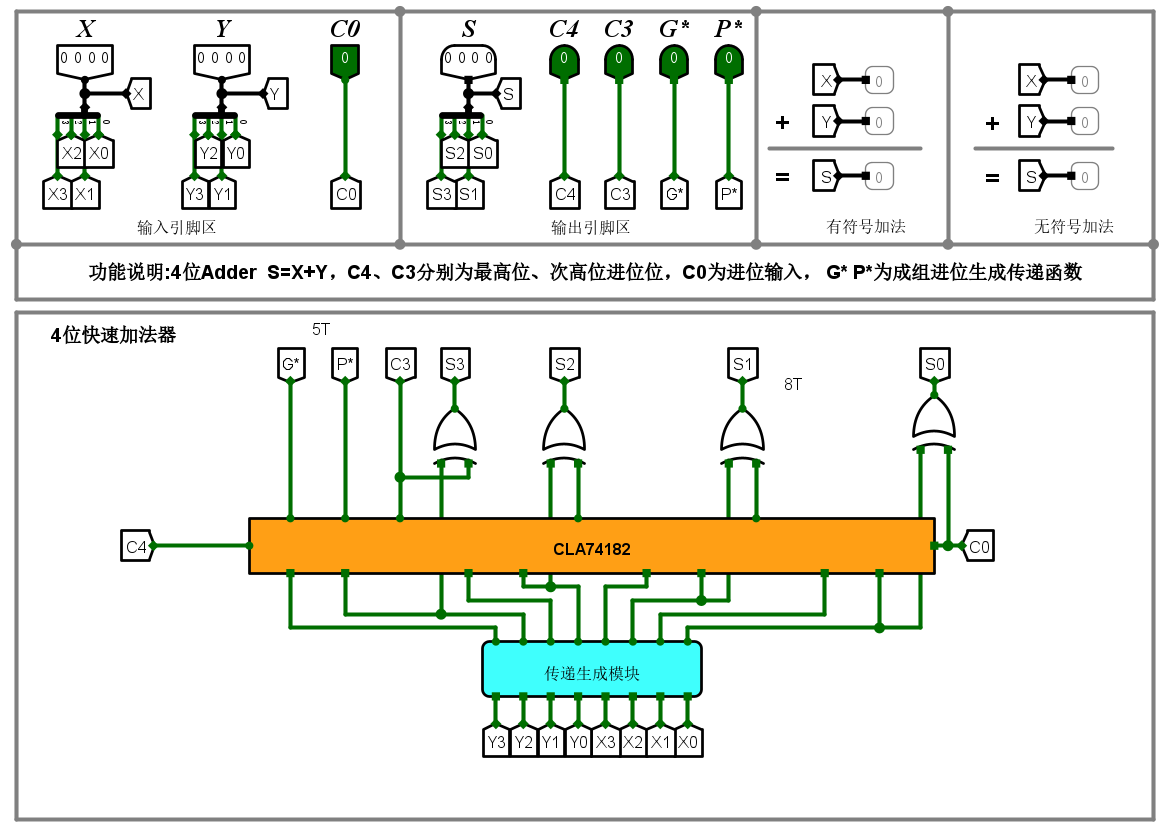 X Y C0 S C4 C3 G* P*
0 0 0 0 0 0 0 0 0 0 0 0 0 0 0 0 0
X Y S X 0 X 0
3 2 1 0 3 2 1 0 3 2 1 0
+ Y 0 + Y 0
X2 X0 Y2 Y0 S2 S0
= S 0 = S 0
X3 X1 Y3 Y1 C0 S3 S1 C4 C3 G* P*
输入引脚区 输出引脚区 有符号加法 无符号加法
功能说明:4位Adder S=X+Y，C4、C3分别为最高位、次高位进位位，C0为进位输入， G* P*为成组进位生成传递函数
4位快速加法器 5T
G* P* C3 S3 S2 S1 S0
8T
C4 CLA74182 C0
传递生成模块
Y3 Y2 Y1 Y0 X3 X2 X1 X0